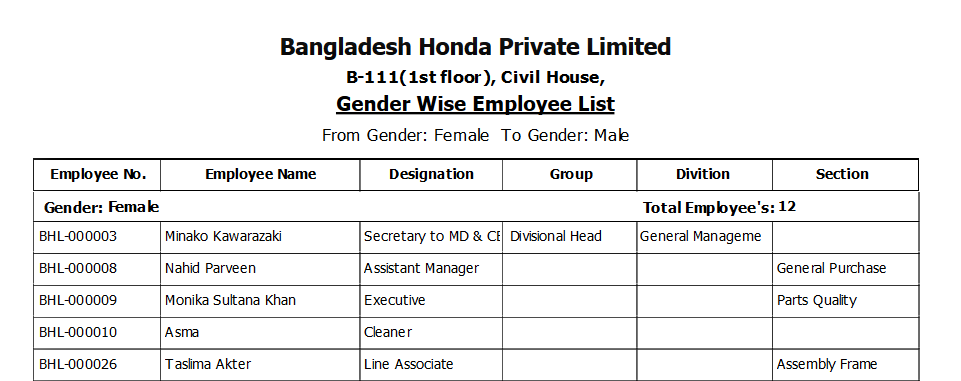 Bangladesh Honda Private Limited
B-111(1st floor), Civil House,
Gender Wise Employee List
From Gender: Female To Gender: Male
Employee No. Employee Name Designation Group Divition Section
Gender: Female Total Employee's: 12
BHL-000003 Minako Kawarazaki Secretary to MD & CE Divisional Head General Manageme
BHL-000008 Nahid Parveen Assistant Manager General Purchase
BHL-000009 Monika Sultana Khan Executive Parts Quality
BHL-000010 Asma Cleaner
BHL-000026 Taslima Akter Line Associate Assembly Frame